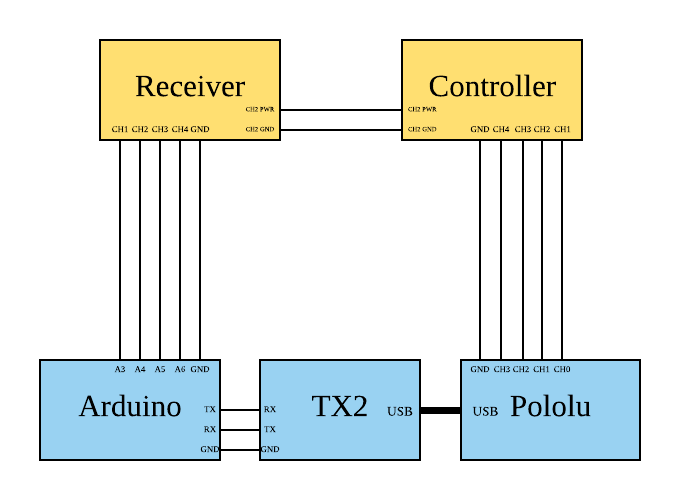 Receiver
CH2 PWR
CH2 GND
CH1 CH2 CH3 CH4 GND
Controller
CH2 PWR
CH2 GND
GND CH4 CH3 CH2 CH1
A3 A4 A5 A6 GND
Arduino
TX
RX
GND
RX
TX
GND
TX2
USB
GND CH3 CH2 CH1 CH0
USB
Pololu